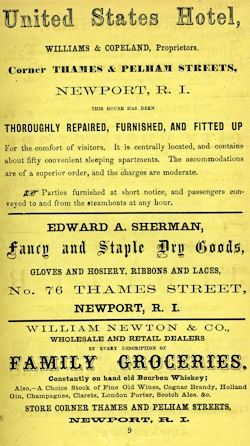 United States Hotel,
WILLIAMS & COPELAND, Proprietors.
Corner THAMES & PELHAM STREETS,
NEWPORT, R. I.
THIS HOUSE HAS BEEN
THOROUGHLY REPAIRED, FURNISHED, AND FITTED UP
For the comfort of visitors. It is centrally located, and contains
about fifty convenient sleeping apartments. The accommodations
are of a superior order, and the charges are moderate.
☞ Parties furnished at short notice, and passengers con-
veyed to and from the steamboats at any hour.
EDWARD A. SHERMAN,
Fancy and Staple Dry Goods,
GLOVES AND HOSIERY, RIBBONS AND LACES,
No. 76 THAMES STREET,
NEWPORT, R. I.
WILLIAM NEWTON & CO.,
WHOLESALE AND RETAIL DEALERS
IN EVERY DESCRIPTION OF
FAMILY GROCERIES.
Constantly on hand old Bourbon Whiskey;
Also,—A Choice Stock of Fine Old Wines, Cognac Brandy, Holland
Gin, Champagnes, Clarets, London Porter, Scotch Ales. &c.
STORE CORNER THAMES AND PELHAM STREETS,
NEWPORT, R. I.
9